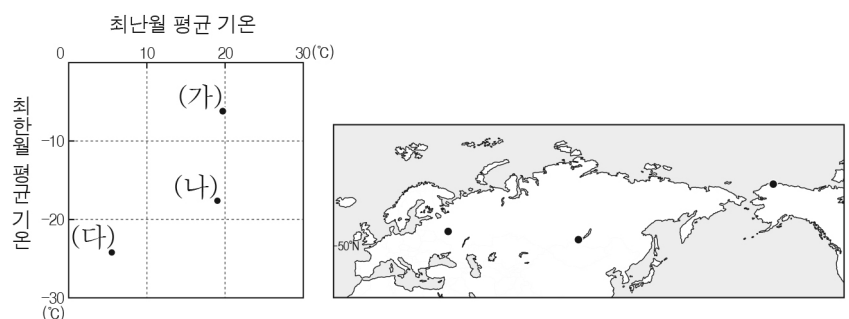 최난월 평균 기온
0 10 20 30(℃)
(가)
최한월 평균 기온
-10
(나)
-20
(다)
-30
(℃)
50°N